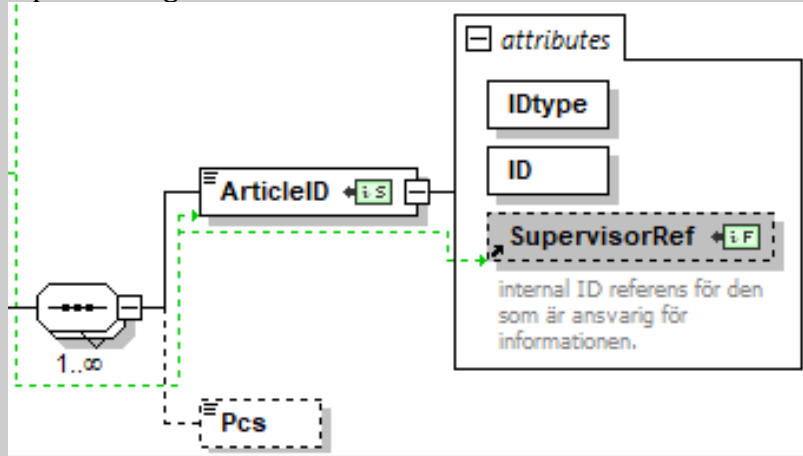 attributes
IDtype
ID
ArticleID i S
SupervisorRef i F
internal ID referens för den
som är ansvarig för
informationen.
1..∞
Pcs